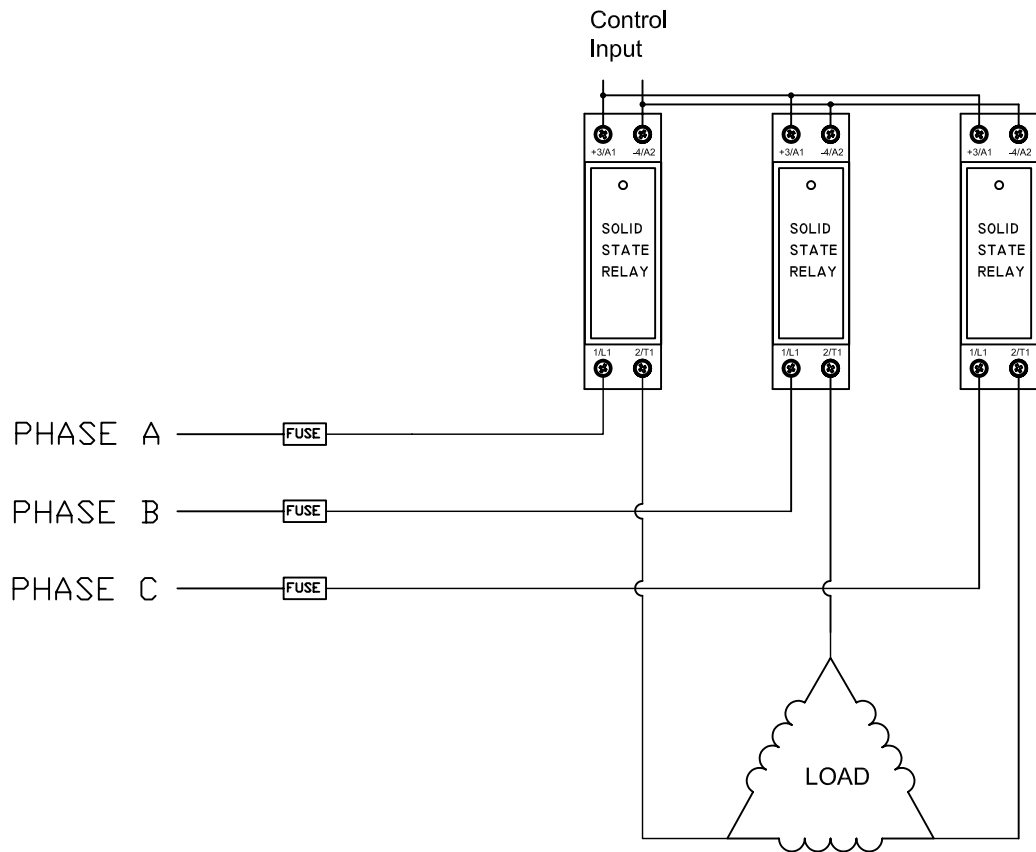 Control
Input
+3/A1 -4/A2
+3/A1 -4/A2
+3/A1 -4/A2
SOLID
STATE
RELAY
SOLID
STATE
RELAY
SOLID
STATE
RELAY
1/L1 2/T1
1/L1 2/T1
1/L1 2/T1
PHASE A FUSE
PHASE B FUSE
PHASE C FUSE
LOAD